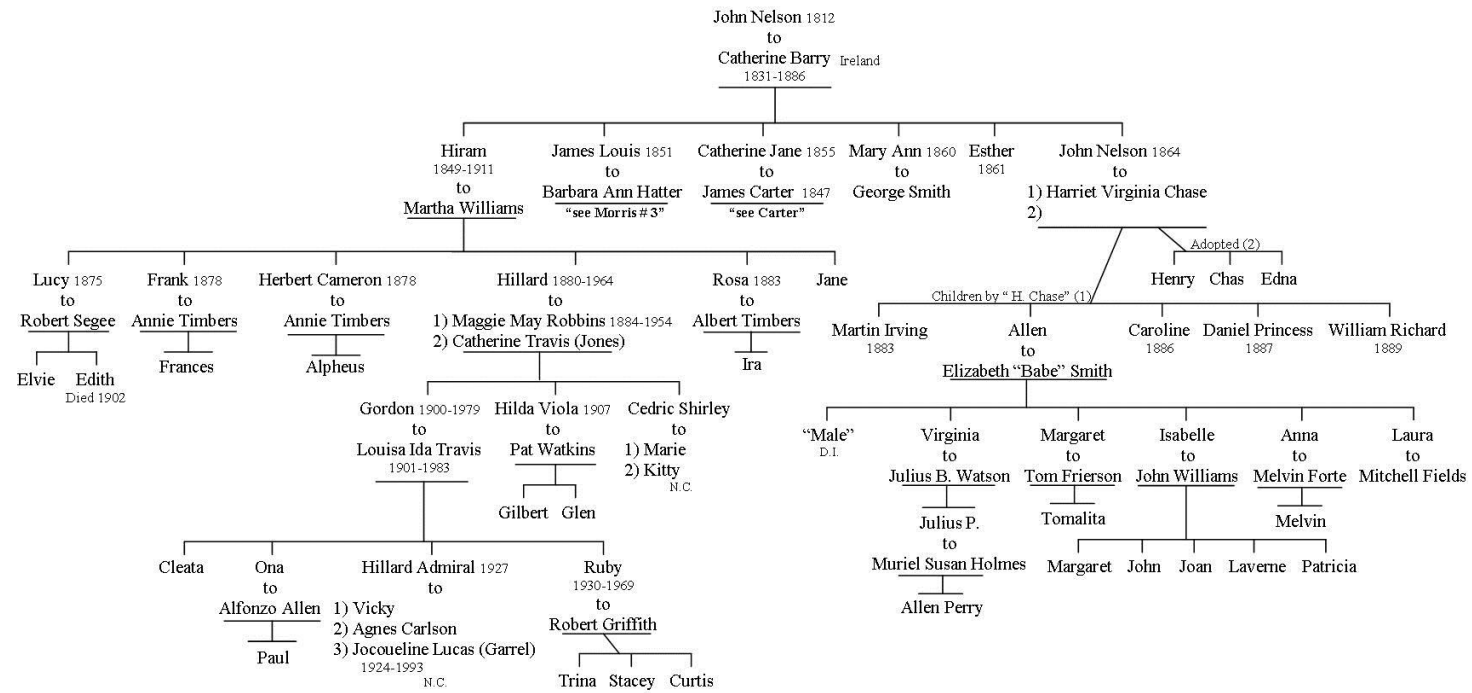 John Nelson 1812
to
Catherine Barry Ireland
1831-1886
Hiram
1849-1911
to
Martha Williams
James Louis 1851
to
Barbara Ann Hatter
"see Morris # 3"
Catherine Jane 1855
to
James Carter 1847
"see Carter"
Mary Ann 1860
to
George Smith
Esther
1861
John Nelson 1864
to
1) Harriet Virginia Chase
2)
Adopted (2)
Henry
Chas
Edna
Children by " H. Chase" (1)
Lucy 1875
to
Robert Segee
Elvie
Edith
Died 1902
Frank 1878
to
Annie Timbers
Frances
Herbert Cameron 1878
to
Annie Timbers
Alpheus
Hillard 1880-1964
to
1) Maggie May Robbins 1884-1954
2) Catherine Travis (Jones)
Rosa 1883
to
Albert Timbers
Ira
Jane
Martin Irving
1883
Allen
to
Elizabeth "Babe" Smith
Caroline
1886
Daniel Princess
1887
William Richard
1889
Gordon 1900-1979
to
Louisa Ida Travis
1901-1983
Hilda Viola 1907
to
Pat Watkins
Gilbert
Glen
Cedric Shirley
to
1) Marie
2) Kitty
N.C.
"Male"
D.I.
Virginia
to
Julius B. Watson
Julius P.
to
Muriel Susan Holmes
Allen Perry
Margaret
to
Tom Frierson
Tomalita
Isabelle
to
John Williams
Margaret
John
Joan
Laverne
Patricia
Anna
to
Melvin Forte
Melvin
Laura
to
Mitchell Fields
Cleata
Ona
to
Alfonzo Allen
Paul
Hillard Admiral 1927
to
1) Vicky
2) Agnes Carlson
3) Jocoueline Lucas (Garrel)
1924-1993
N.C.
Ruby
1930-1969
to
Robert Griffith
Trina
Stacey
Curtis